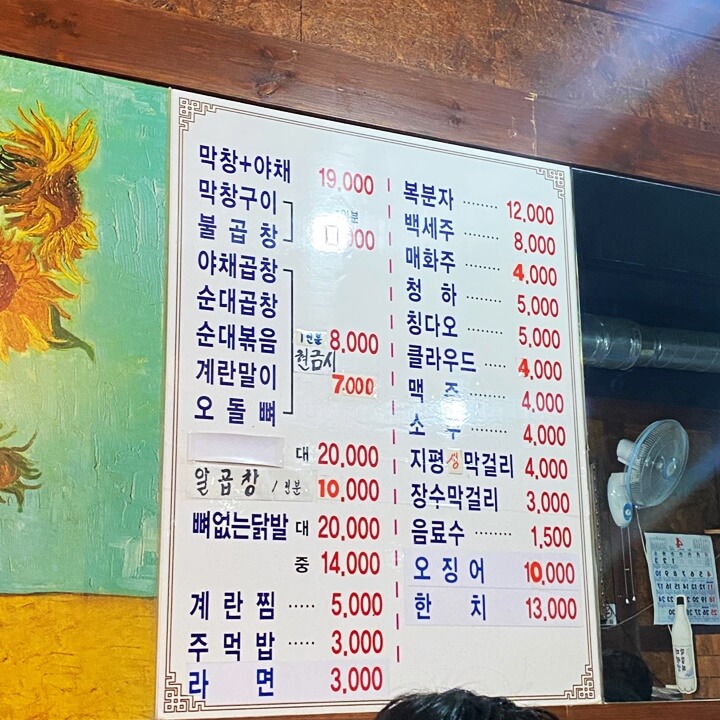 막창+야채 19,000
막창구이
불 곱 창
야채곱창
순대곱창
순대볶음 1인분 8,000
현금시
계란말이 7.000
오 돌 뼈
대 20,000
알곱창 1인분 10,000
뼈없는닭발 대 20,000
중 14,000
계 란 찜 ····· 5,000
주 먹 밥 ····· 3,000
라 면 3,000
복분자 ········ 12,000
백세주 ········ 8,000
매화주 ········ 4,000
청 하 ········ 5,000
칭다오 ········ 5,000
클라우드 ····· 4,000
맥 주 ········ 4,000
소 주 ········ 4,000
지평생막걸리 4,000
장수막걸리 3,000
음료수 ········ 1,500
오 징 어 10,000
한 치 13,000